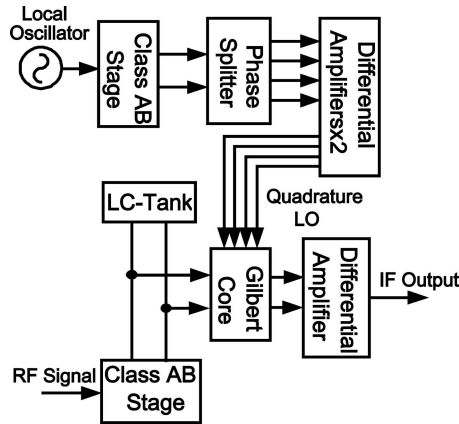 Local
Oscillator
Class AB
Stage
Phase
Splitter
Differential
Amplifiersx2
Quadrature
LO
LC-Tank
Gilbert
Core
Differential
Amplifier
IF Output
RF Signal
Class AB
Stage